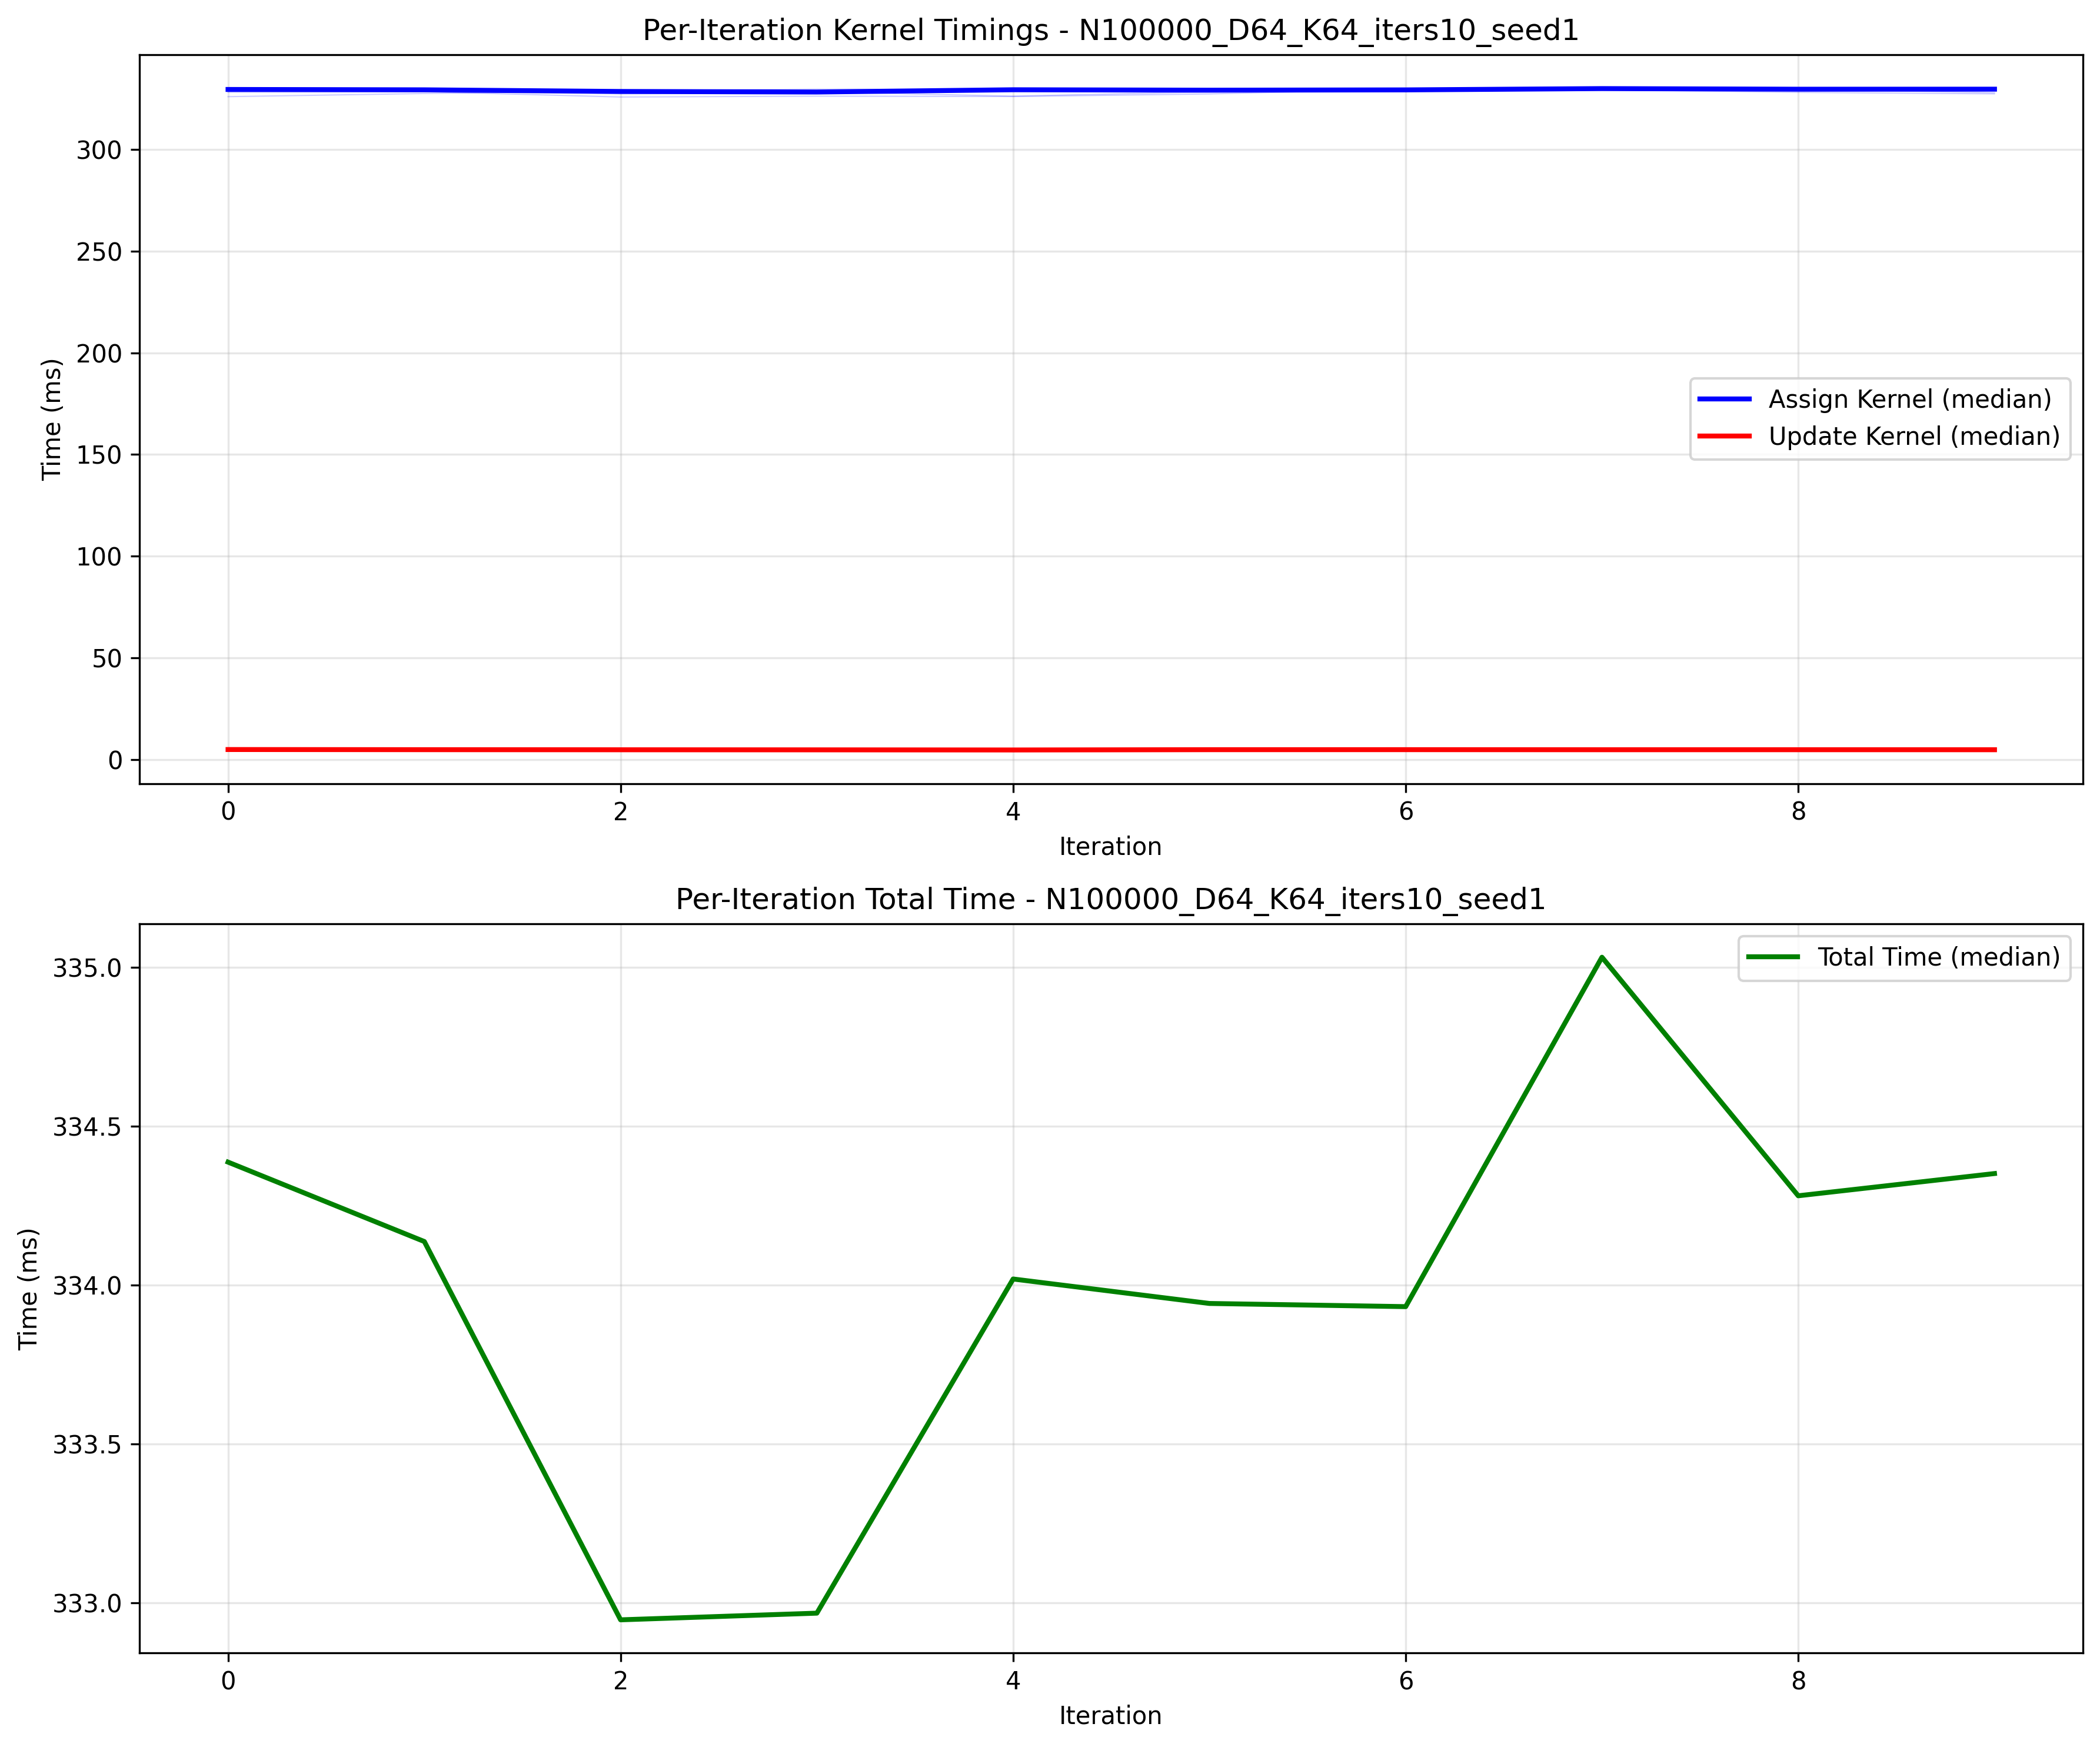 Per-Iteration Kernel Timings - N100000_D64_K64_iters10_seed1
300
250
200
150
100
50
0
Time (ms)
Assign Kernel (median)
Update Kernel (median)
0 2 4 6 8
Iteration
Per-Iteration Total Time - N100000_D64_K64_iters10_seed1
335.0
334.5
334.0
333.5
333.0
Time (ms)
Total Time (median)
0 2 4 6 8
Iteration